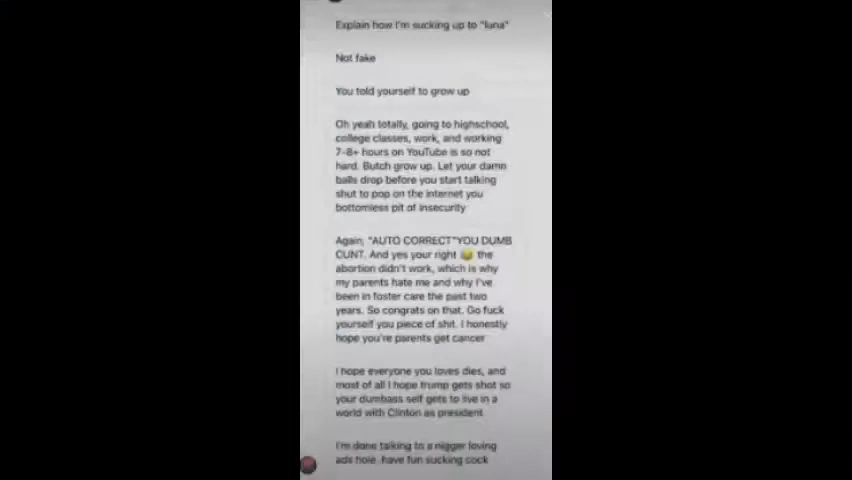 Explain how I'm sucking up to "luna"
Not fake
You told yourself to grow up
Oh yeah totally, going to highschool,
college classes, work, and working
7-8+ hours on YouTube is so not
hard. Butch grow up. Let your damn
balls drop before you start talking
shut to pop on the internet you
bottomless pit of insecurity
Again, "AUTO CORRECT"YOU DUMB
CUNT. And yes your right 😂 the
abortion didn't work, which is why
my parents hate me and why I've
been in foster care the past two
years. So congrats on that. Go fuck
yourself you piece of shit. I honestly
hope you're parents get cancer
I hope everyone you loves dies, and
most of all I hope trump gets shot so
your dumbass self gets to live in a
world with Clinton as president
I'm done talking to a nigger loving
ads hole .have fun sucking cock